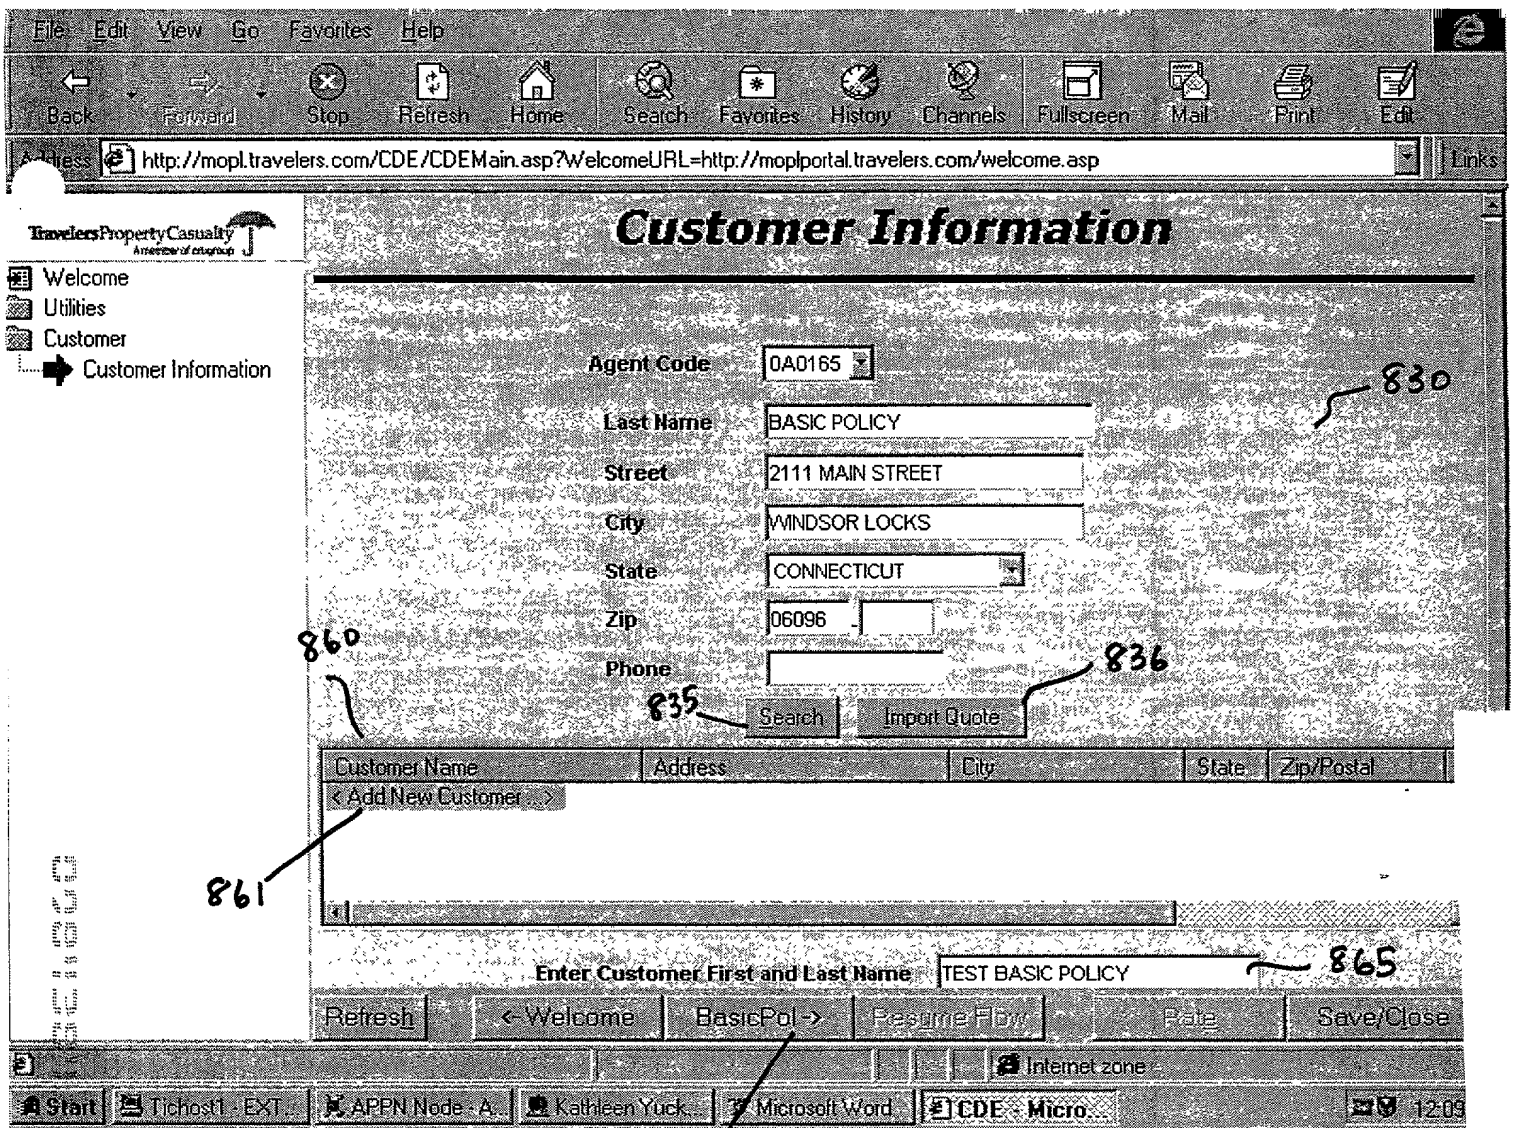 File Edit View Go Favorites Help
Back Forward Stop Refresh Home Search Favorites History Channels Fullscreen Mail Print Edit
Address http://mopl.travelers.com/CDE/CDEMain.asp?WelcomeURL=http://moplportal.travelers.com/welcome.asp Links
TravelersPropertyCasualty
A member of citigroup
Customer Information
Welcome
Utilities
Customer
Customer Information
Agent Code 0A0165
830
Last Name BASIC POLICY
Street 2111 MAIN STREET
City WINDSOR LOCKS
State CONNECTICUT
Zip 06096 -
860
Phone
836
835
Search Import Quote
Customer Name Address City State Zip/Postal
< Add New Customer... >
861
Enter Customer First and Last Name TEST BASIC POLICY 865
Refresh <- Welcome BasicPol -> Resume Flow Rate Save/Close
Internet zone
Start Tichost1 - EXT... APPN Node - A... Kathleen Yuck... Microsoft Word... CDE - Micro... 12:09